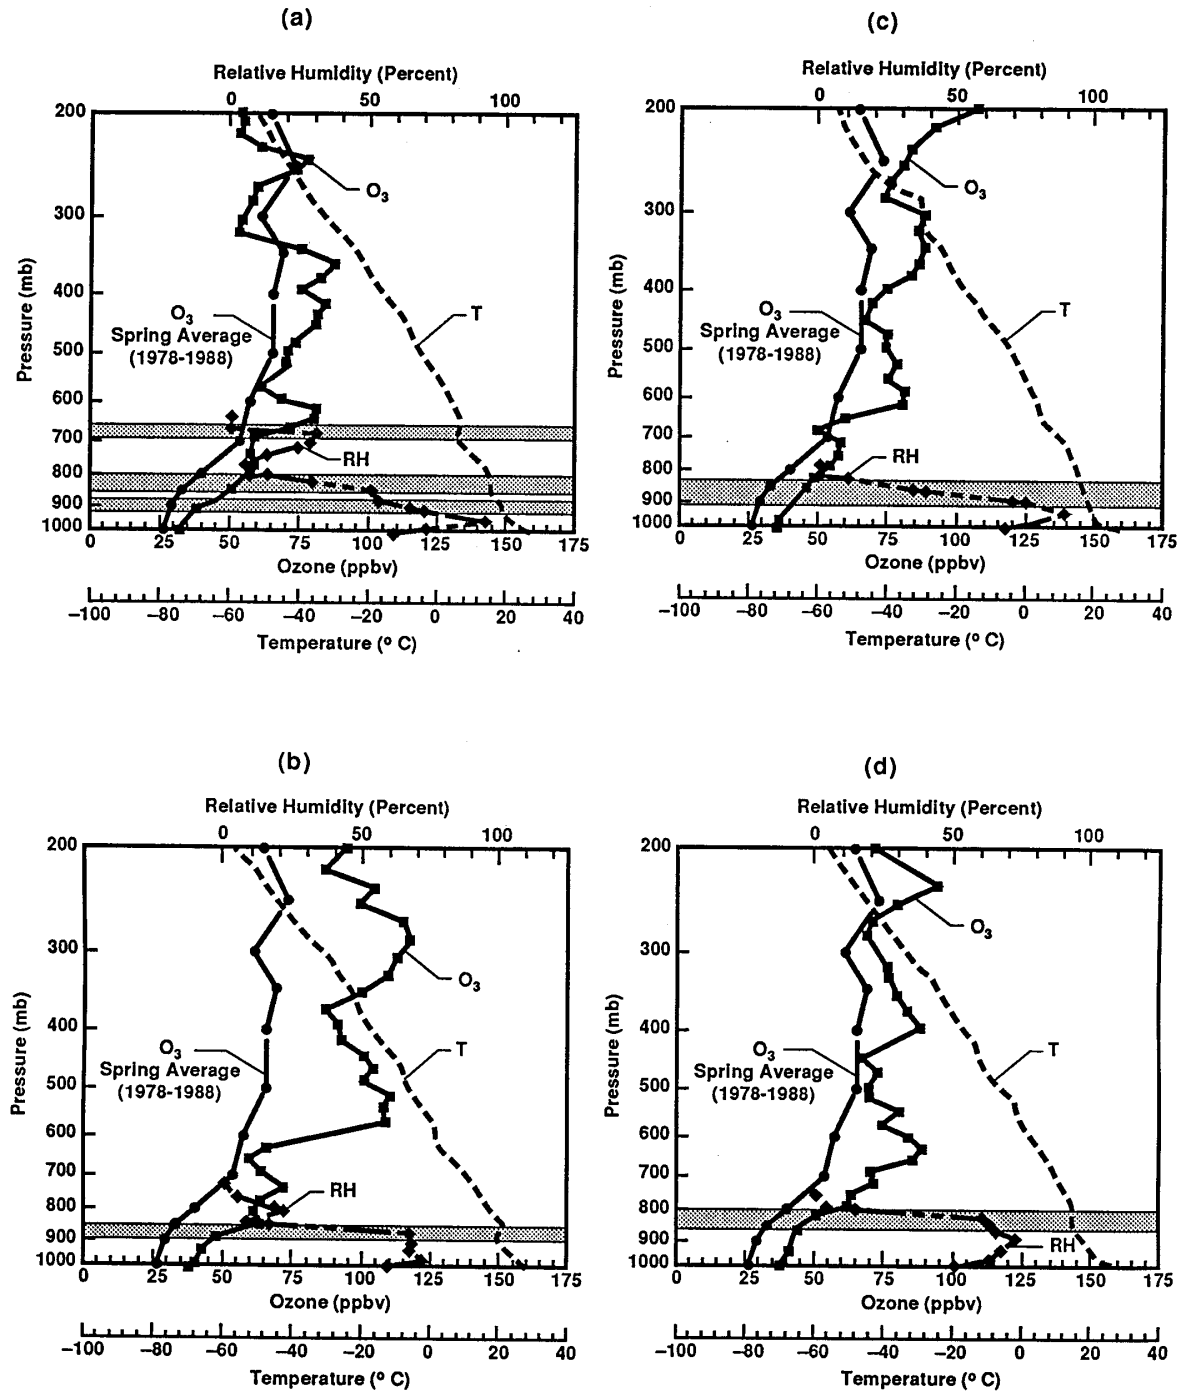 (a)
Relative Humidity (Percent)
0 50 100
200
300
400
500
600
700
800
900
1000
Pressure (mb)
O3
O3
Spring Average
(1978-1988)
T
RH
0 25 50 75 100 125 150 175
Ozone (ppbv)
–100 –80 –60 –40 –20 0 20 40
Temperature (º C)
(c)
Relative Humidity (Percent)
0 50 100
200
300
400
500
600
700
800
900
1000
Pressure (mb)
O3
O3
Spring Average
(1978-1988)
T
RH
0 25 50 75 100 125 150 175
Ozone (ppbv)
–100 –80 –60 –40 –20 0 20 40
Temperature (º C)
(b)
Relative Humidity (Percent)
0 50 100
200
300
400
500
600
700
800
900
1000
Pressure (mb)
O3
O3
Spring Average
(1978-1988)
T
RH
0 25 50 75 100 125 150 175
Ozone (ppbv)
–100 –80 –60 –40 –20 0 20 40
Temperature (º C)
(d)
Relative Humidity (Percent)
0 50 100
200
300
400
500
600
700
800
900
1000
Pressure (mb)
O3
O3
Spring Average
(1978-1988)
T
RH
0 25 50 75 100 125 150 175
Ozone (ppbv)
–100 –80 –60 –40 –20 0 20 40
Temperature (º C)